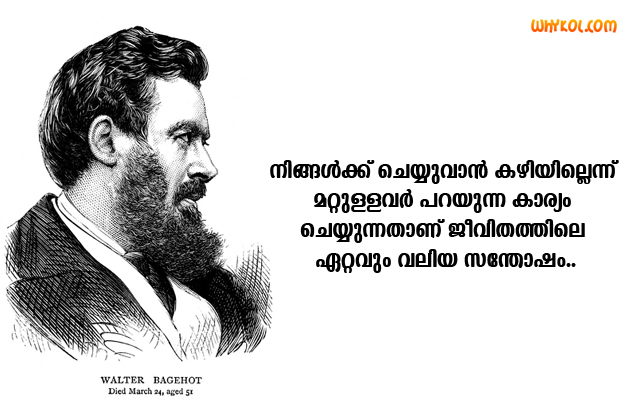 WHYKOL.COM
നിങ്ങൾക്ക് ചെയ്യുവാൻ കഴിയില്ലെന്ന്
മറ്റുളളവർ പറയുന്ന കാര്യം
ചെയ്യുന്നതാണ് ജീവിതത്തിലെ
ഏറ്റവും വലിയ സന്തോഷം..
WALTER BAGEHOT
Died March 24, aged 51